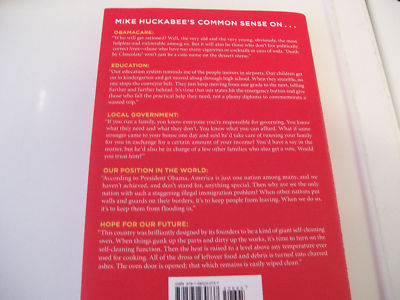 MIKE HUCKABEE'S COMMON SENSE ON . . .
OBAMACARE:
"Who will get rationed? Well, the very old and the very young, obviously, the most
helpless and vulnerable among us. But it will also be those who don't live politically
correct lives—those who have too many cigarettes or cocktails or cans of soda. 'Death
by Chocolate' won't just be a cute name on the dessert menu."
EDUCATION:
"Our education system reminds me of the people movers in airports. Our children get
on in kindergarten and get moved along through high school. When they stumble, no
one stops the conveyor belt. They just keep moving from one grade to the next, falling
further and further behind. It's time that our states hit the emergency button and give
those who fall the practical help they need, not a phony diploma to commemorate a
wasted trip."
LOCAL GOVERNMENT:
"If you run a family, you know everyone you're responsible for governing. You know
what they need and what they don't. You know what you can afford. What if some
stranger came to your house one day and said he'd take care of running your family
for you in exchange for a certain amount of your income? You'd have a say in the
matter, but he'd also be in charge of a few other families who also get a vote. Would
you trust him?"
OUR POSITION IN THE WORLD:
"According to President Obama, America is just one nation among many, and we
haven't achieved, and don't stand for, anything special. Then why are we the only
nation with such a staggering illegal immigration problem? When other nations put
walls and guards on their borders, it's to keep people from leaving. When we do so,
it's to keep them from flooding in."
HOPE FOR OUR FUTURE:
"This country was brilliantly designed by its founders to be a kind of giant self-cleaning
oven. When things gunk up the parts and dirty up the works, it's time to turn on the
self-cleaning function. Then the heat is raised to a level above any temperature ever
used for cooking. All of the dross of leftover food and debris is turned into charred
ashes. The oven door is opened; that which remains is easily wiped clean."